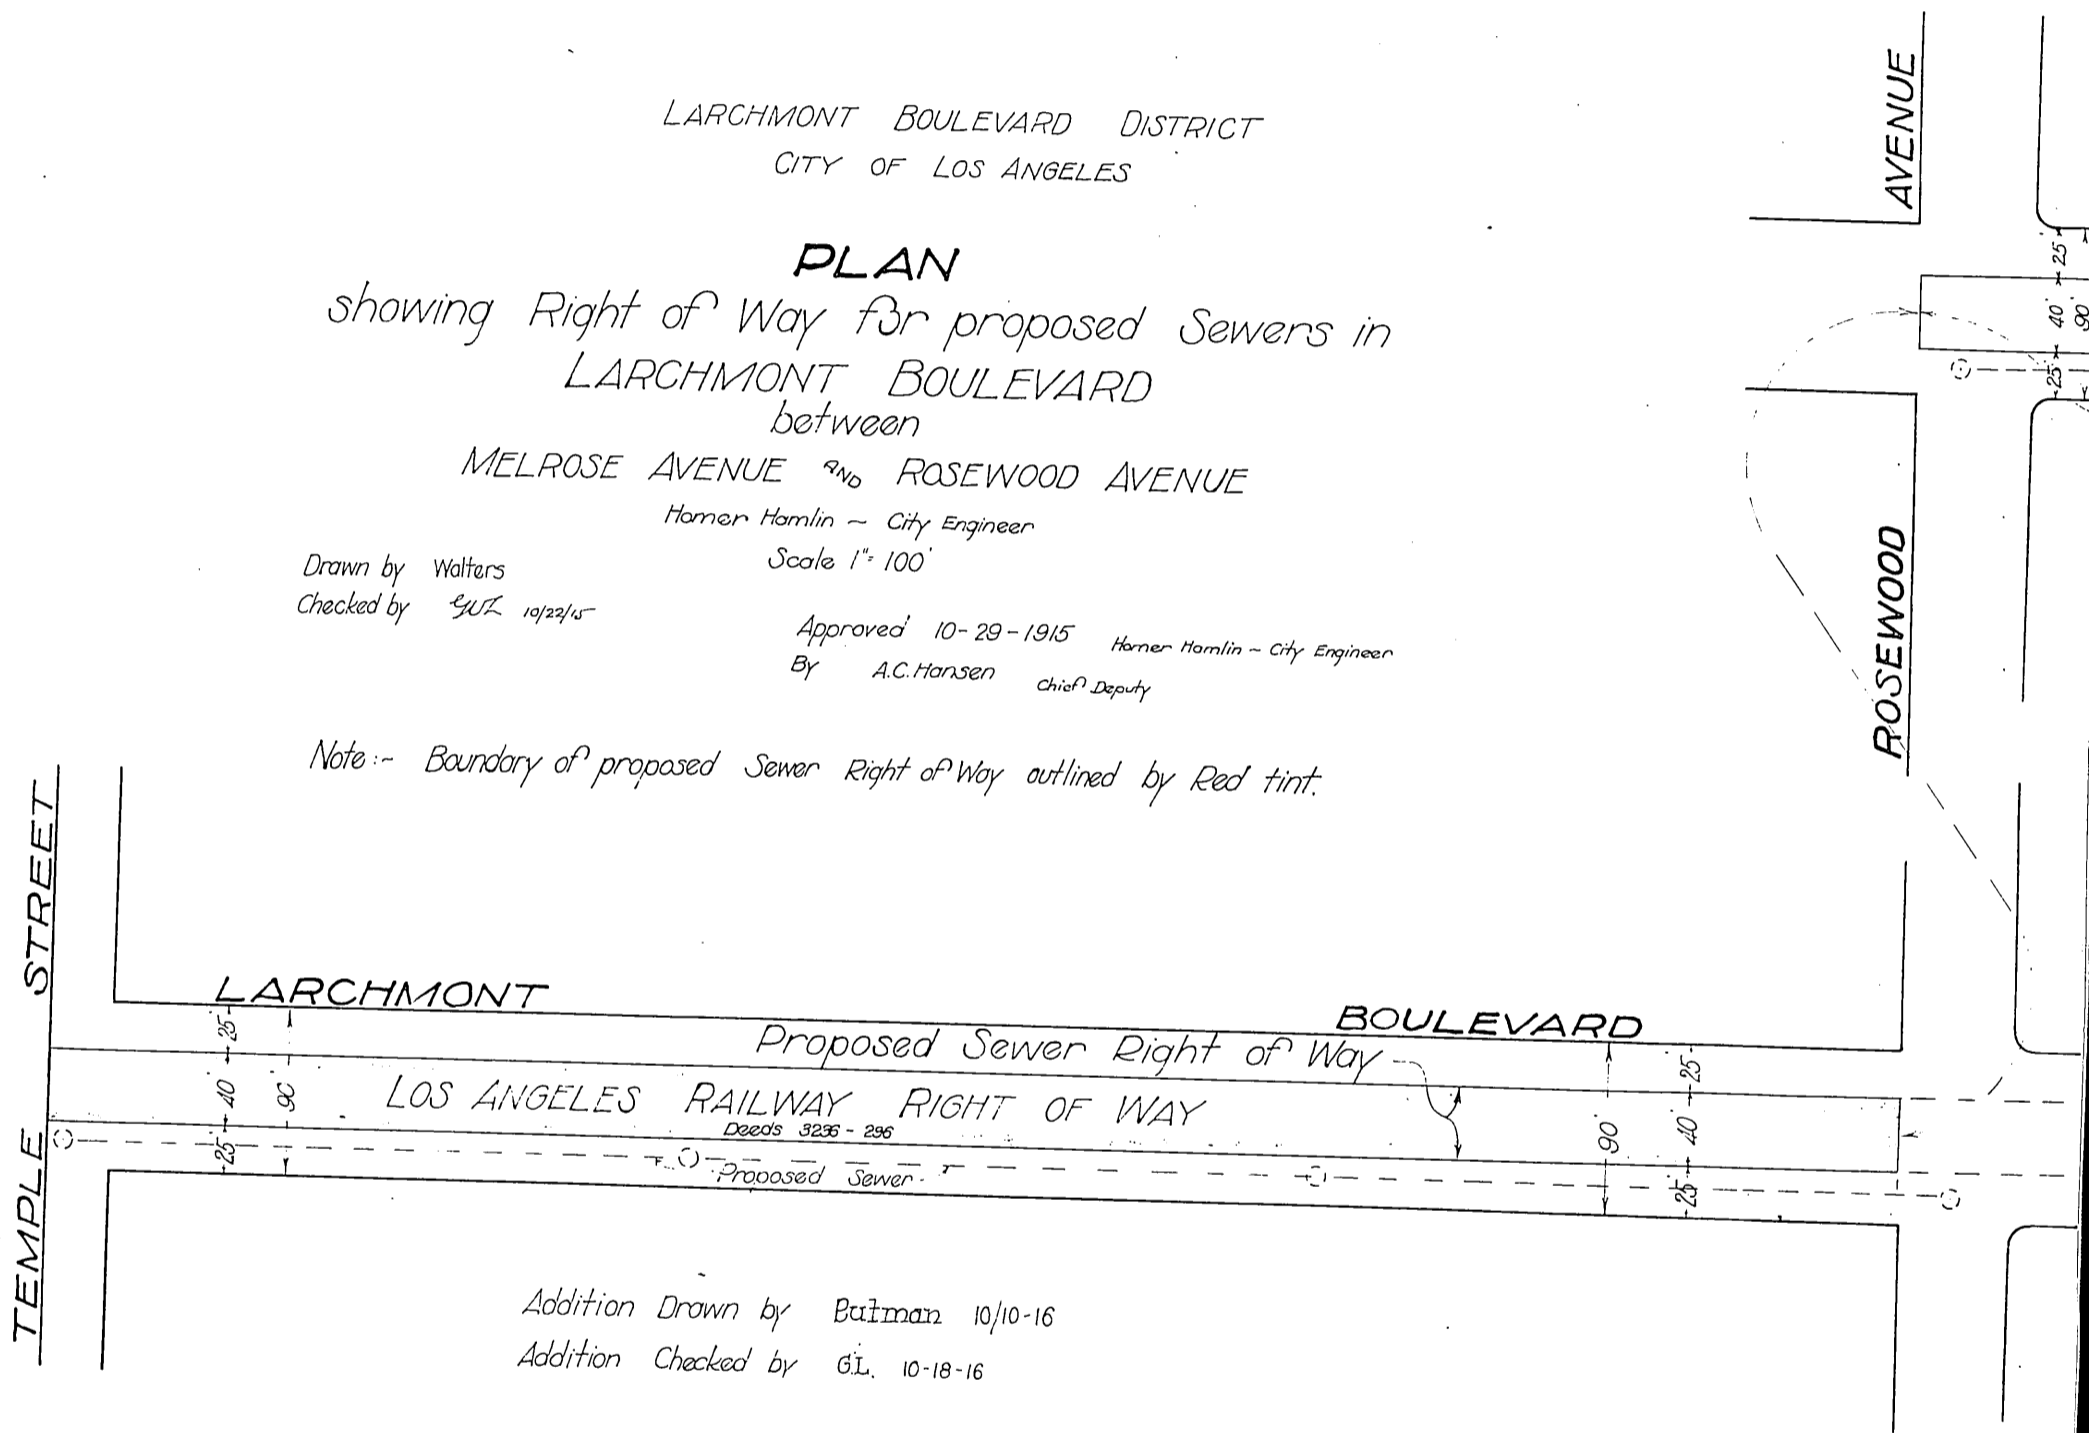 LARCHMONT BOULEVARD DISTRICT
CITY OF LOS ANGELES
PLAN
showing Right of Way for proposed Sewers in
LARCHMONT BOULEVARD
between
MELROSE AVENUE AND ROSEWOOD AVENUE
Homer Hamlin ~ City Engineer
Scale 1"= 100'
Drawn by Walters
Checked by 10/22/15
Approved 10-29-1915 Homer Hamlin ~ City Engineer
By A.C. Hansen Chief Deputy
Note:- Boundary of proposed Sewer Right of Way outlined by Red tint.
ROSEWOOD AVENUE
25'
40'
90'
25'
TEMPLE STREET
LARCHMONT BOULEVARD
Proposed Sewer Right of Way
LOS ANGELES RAILWAY RIGHT OF WAY
Deeds 3236-296
Proposed Sewer
25'
40'
90'
25'
25'
40'
90'
25'
Addition Drawn by Butman 10/10-16
Addition Checked by G.L. 10-18-16